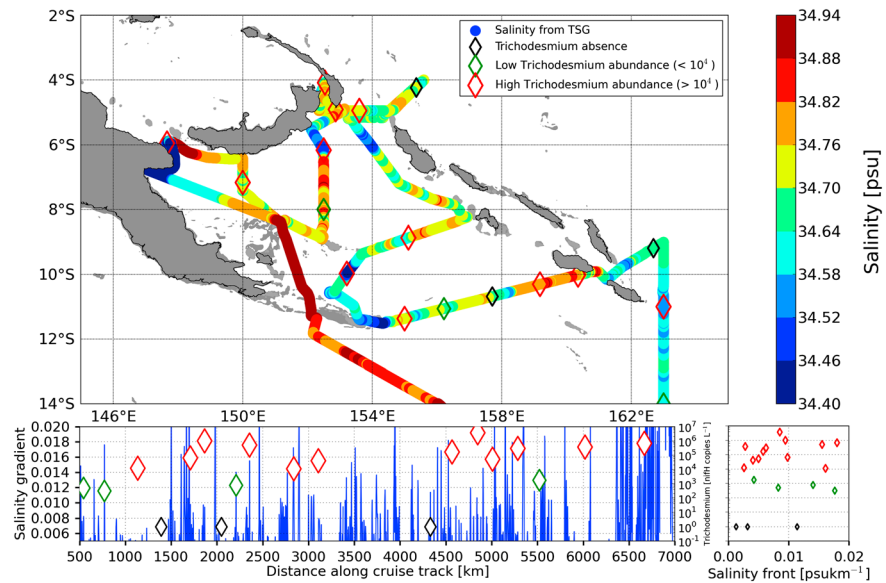 2°S
4°S
6°S
8°S
10°S
12°S
14°S
146°E
150°E
154°E
158°E
162°E
Salinity from TSG
Trichodesmium absence
Low Trichodesmium abundance (< 10⁴)
High Trichodesmium abundance (> 10⁴)
34.94
34.88
34.82
34.76
34.70
34.64
34.58
34.52
34.46
34.40
Salinity [psu]
0.020
0.018
0.016
0.014
0.012
0.010
0.008
0.006
Salinity gradient
500 1000 1500 2000 2500 3000 3500 4000 4500 5000 5500 6000 6500 7000
Distance along cruise track [km]
10⁷
10⁶
10⁵
10⁴
10³
10²
10¹
10⁰
10⁻¹
Trichodesmium [nifH copies L⁻¹]
0.00 0.01 0.02
Salinity front [psukm⁻¹]